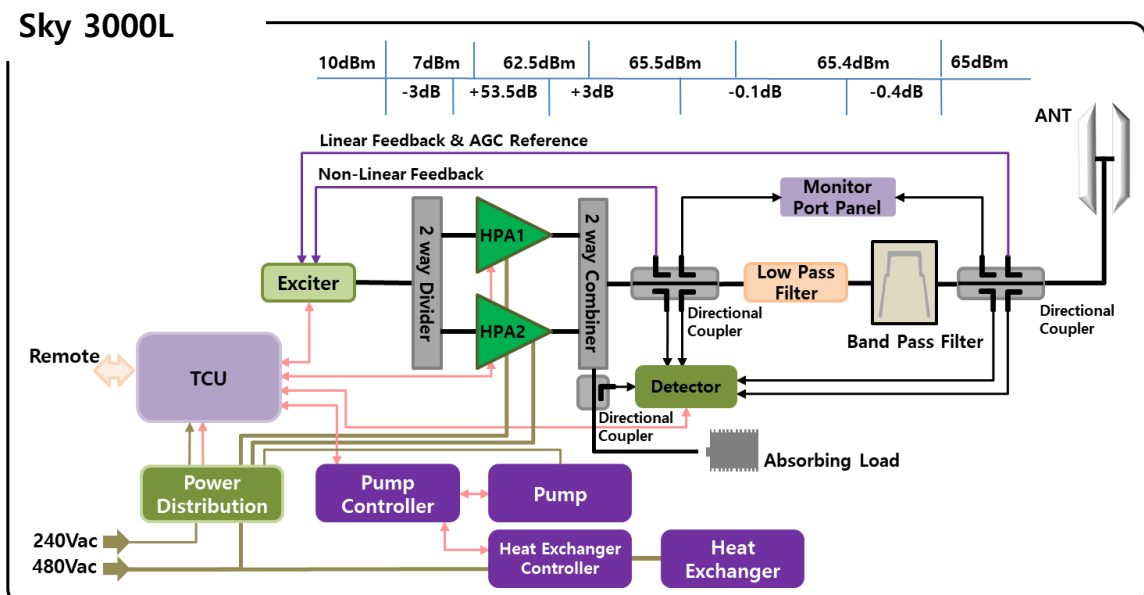 Sky 3000L
10dBm 7dBm 62.5dBm 65.5dBm 65.4dBm 65dBm
-3dB +53.5dB +3dB -0.1dB -0.4dB
ANT
Linear Feedback & AGC Reference
Non-Linear Feedback
Monitor
Port Panel
2 way Divider
HPA1
2 way Combiner
Exciter
Low Pass
Filter
Directional
Coupler
Directional
Coupler
HPA2
Band Pass Filter
Remote
TCU
Detector
Directional
Coupler
Absorbing Load
Power
Distribution
Pump
Controller
Pump
240Vac
480Vac
Heat Exchanger
Controller
Heat
Exchanger